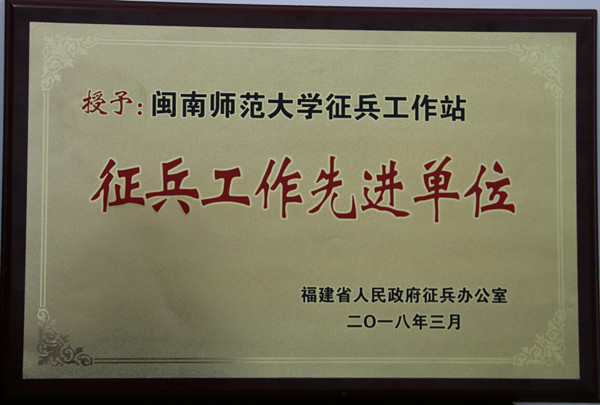 授予：闽南师范大学征兵工作站
征兵工作先进单位
福建省人民政府征兵办公室
二〇一八年三月